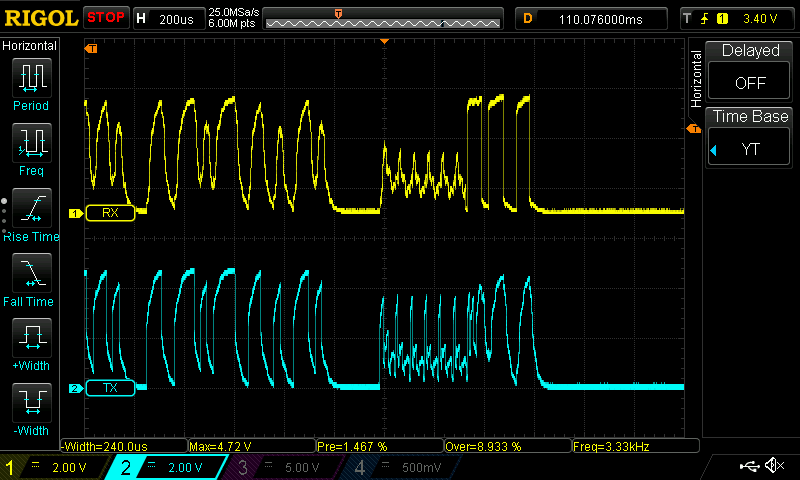 RIGOL STOP H 200us 25.0MSa/s 6.00M pts T D 110.076000ms T 1 3.40 V
Horizontal
Period
Freq
Rise Time
Fall Time
+Width
-Width
T
1 RX
2 TX
T
Horizontal
Delayed
OFF
Time Base
YT
-Width=240.0us Max=4.72 V Pre=1.467 % Over=8.933 % Freq=3.33kHz
1 2.00 V 2 2.00 V 3 5.00 V 4 500mV